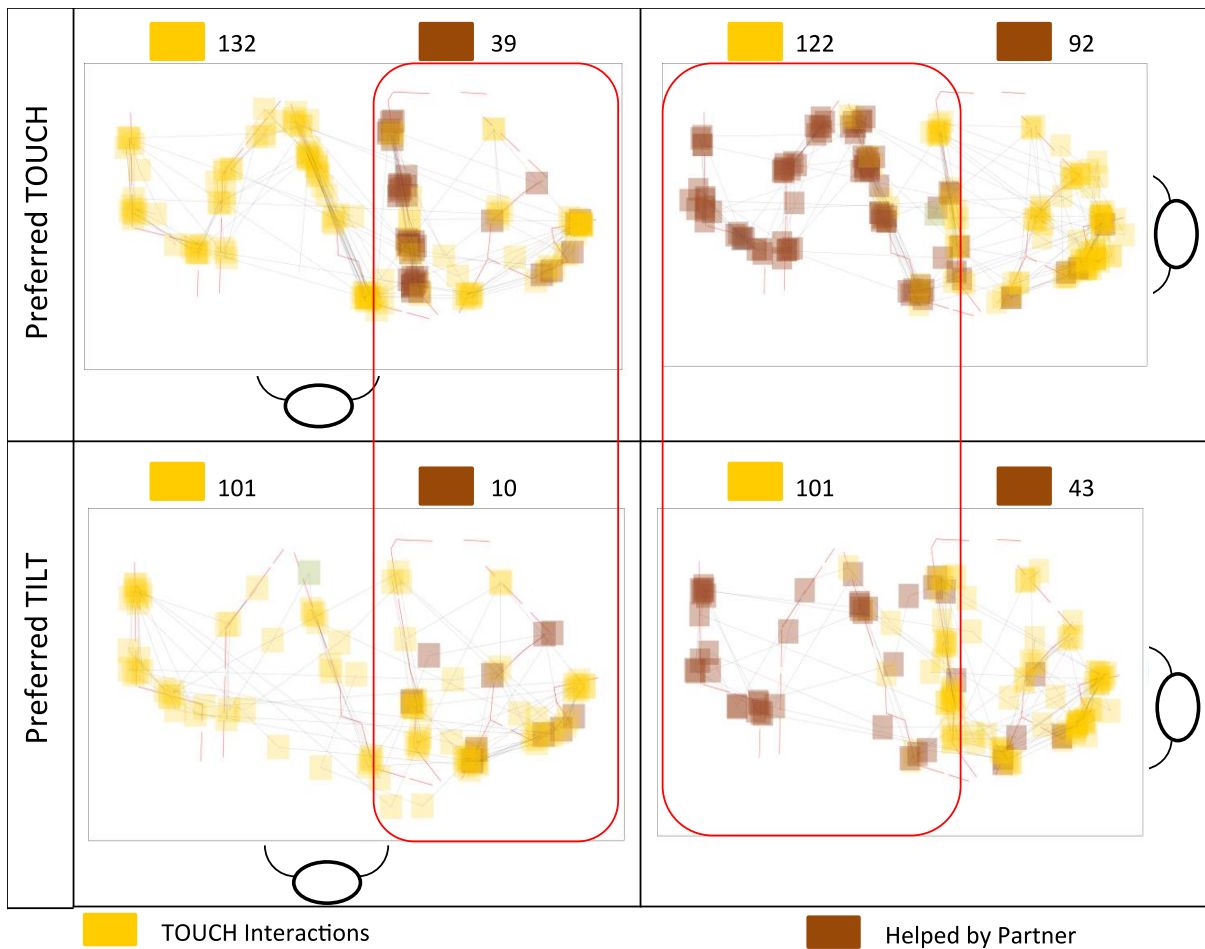 132
39
122
92
Preferred TOUCH
101
10
101
43
Preferred TILT
TOUCH Interactions
Helped by Partner